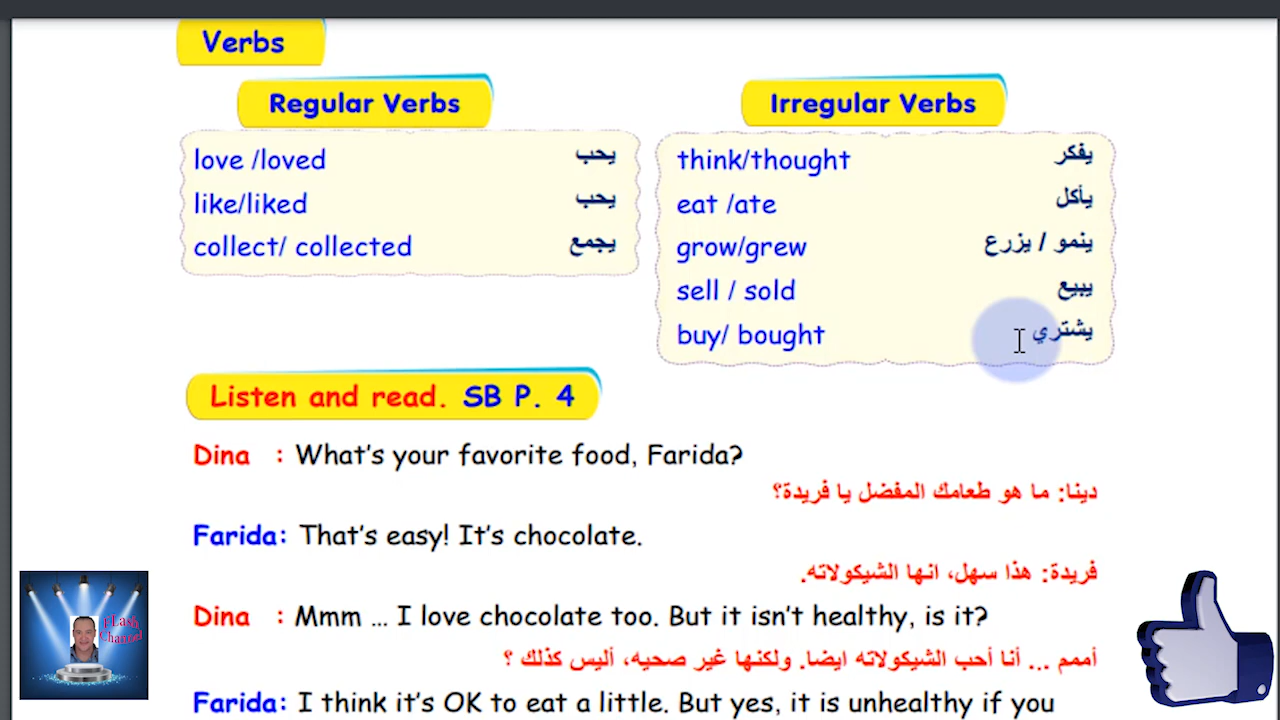 Verbs
Regular Verbs
love /loved يحب
like/liked يحب
collect/ collected يجمع
Irregular Verbs
think/thought يفكر
eat /ate يأكل
grow/grew ينمو / يزرع
sell / sold يبيع
buy/ bought يشتري
Listen and read. SB P. 4
Dina : What's your favorite food, Farida?
دينا: ما هو طعامك المفضل يا فريدة؟
Farida: That's easy! It's chocolate.
فريدة: هذا سهل، انها الشيكولاته.
Dina : Mmm ... I love chocolate too. But it isn't healthy, is it?
أممم ... أنا أحب الشيكولاته ايضا. ولكنها غير صحيه، أليس كذلك ؟
Farida: I think it's OK to eat a little. But yes, it is unhealthy if you
FLash
Channel